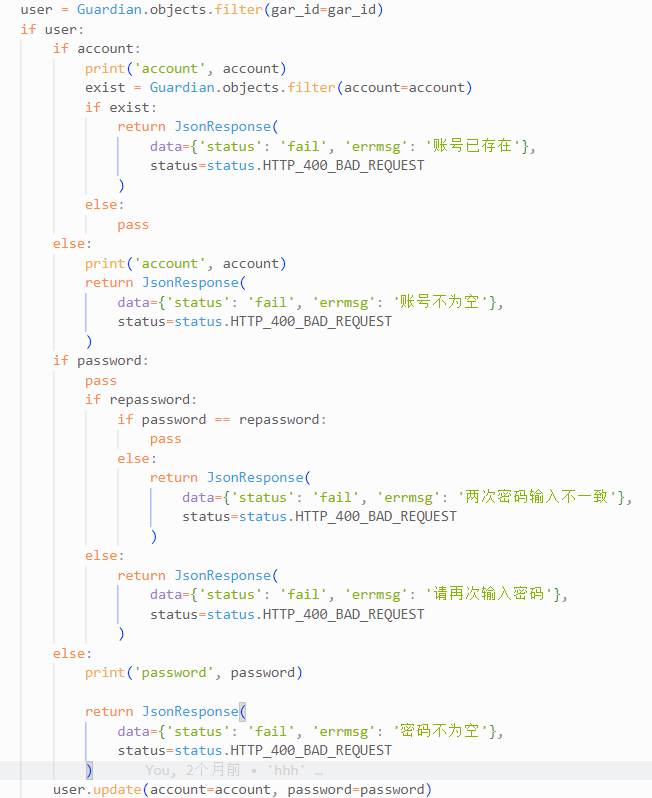 user = Guardian.objects.filter(gar_id=gar_id)
if user:
    if account:
        print('account', account)
        exist = Guardian.objects.filter(account=account)
        if exist:
            return JsonResponse(
                data={'status': 'fail', 'errmsg': '账号已存在'},
                status=status.HTTP_400_BAD_REQUEST
            )
        else:
            pass
    else:
        print('account', account)
        return JsonResponse(
            data={'status': 'fail', 'errmsg': '账号不为空'},
            status=status.HTTP_400_BAD_REQUEST
        )
    if password:
        pass
        if repassword:
            if password == repassword:
                pass
            else:
                return JsonResponse(
                    data={'status': 'fail', 'errmsg': '两次密码输入不一致'},
                    status=status.HTTP_400_BAD_REQUEST
                )
        else:
            return JsonResponse(
                data={'status': 'fail', 'errmsg': '请再次输入密码'},
                status=status.HTTP_400_BAD_REQUEST
            )
    else:
        print('password', password)

        return JsonResponse(
            data={'status': 'fail', 'errmsg': '密码不为空'},
            status=status.HTTP_400_BAD_REQUEST
        )      You, 2个月前 • 'hhh' …
    user.update(account=account, password=password)